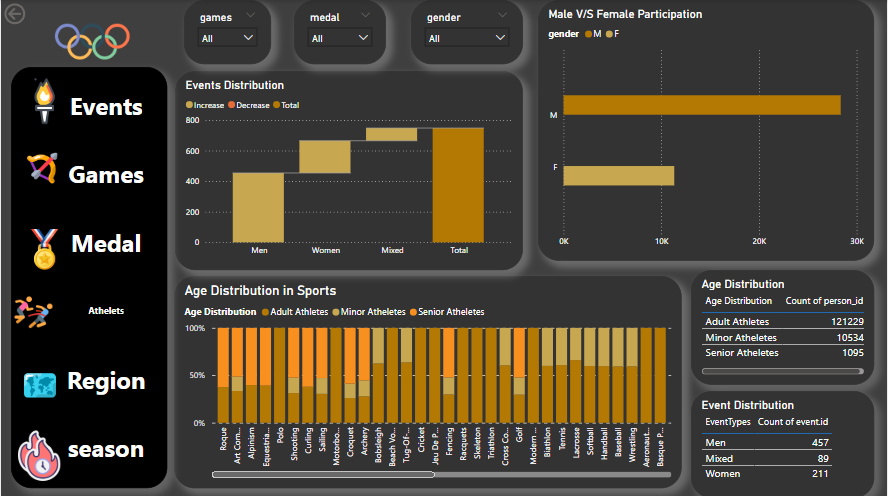 games
medal
gender
All
All
All
Events
Games
Medal
Athelets
Region
season
Events Distribution
Increase Decrease Total
800
600
400
200
0
Men Women Mixed Total
Male V/S Female Participation
gender M F
M
F
0K 10K 20K 30K
Age Distribution in Sports
Age Distribution Adult Athletes Minor Atheletes Senior Atheletes
100%
50%
0%
Roque
Art Com...
Alpinism
Equestria...
Polo
Shooting
Curling
Sailing
Motorbo...
Croquet
Archery
Bobsleigh
Beach Vo...
Tug-Of-...
Cricket
Jeu De P...
Fencing
Racquets
Skeleton
Triathlon
Cross Co...
Golf
Modern ...
Biathlon
Tennis
Lacrosse
Softball
Handball
Baseball
Wrestling
Aeronaut...
Basque P...
Age Distribution
Age Distribution Count of person_id
Adult Athletes 121229
Minor Atheletes 10534
Senior Atheletes 1095
Event Distribution
EventTypes Count of event.id
Men 457
Mixed 89
Women 211